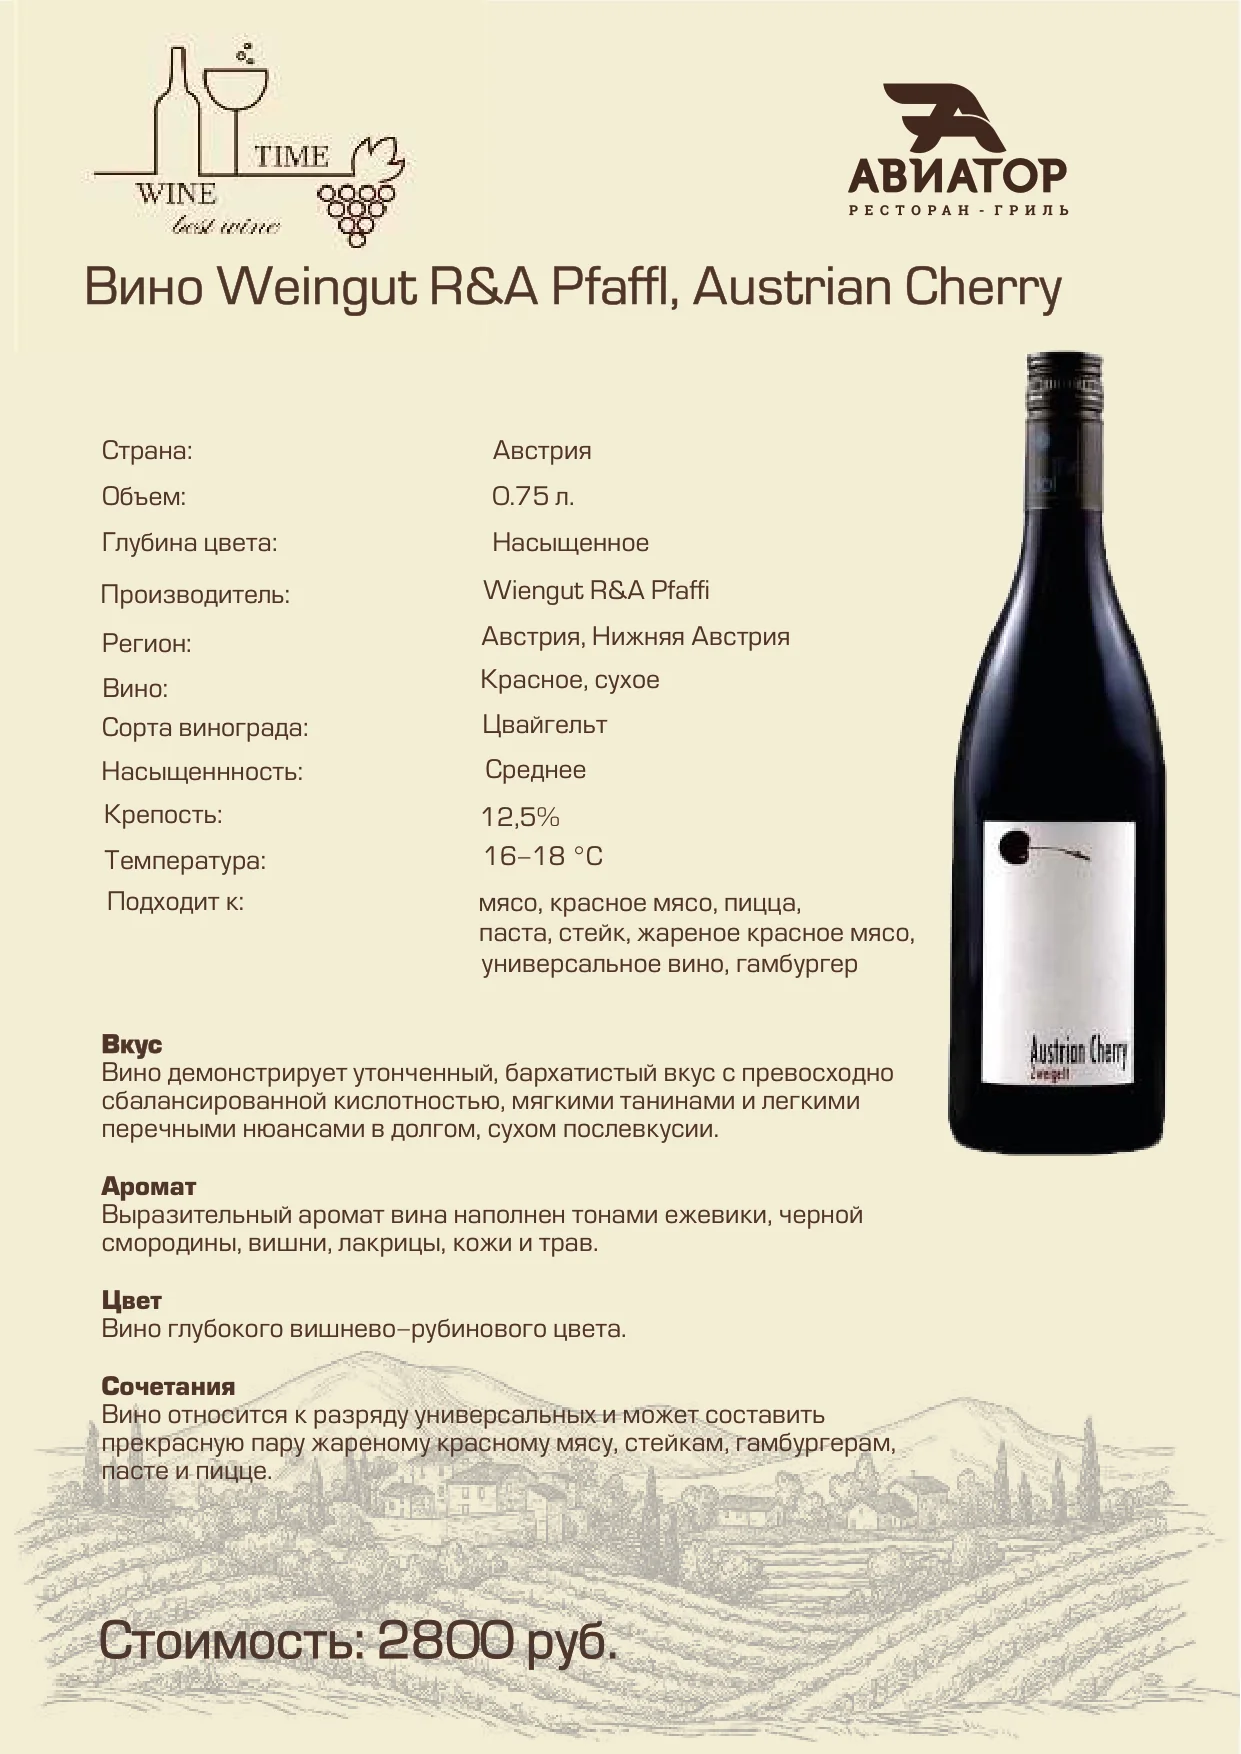 TIME
WINE
best wine
АВИАТОР
РЕСТОРАН-ГРИЛЬ
Вино Weingut R&A Pfaffl, Austrian Cherry
Страна: Австрия
Объем: 0.75 л.
Глубина цвета: Насыщенное
Производитель: Wiengut R&A Pfaffi
Регион: Австрия, Нижняя Австрия
Вино: Красное, сухое
Сорта винограда: Цвайгельт
Насыщеннность: Среднее
Крепость: 12,5%
Температура: 16–18 °C
Подходит к: мясо, красное мясо, пицца,
паста, стейк, жареное красное мясо,
универсальное вино, гамбургер
Austrian Cherry
Zweigelt
Вкус
Вино демонстрирует утонченный, бархатистый вкус с превосходно
сбалансированной кислотностью, мягкими танинами и легкими
перечными нюансами в долгом, сухом послевкусии.
Аромат
Выразительный аромат вина наполнен тонами ежевики, черной
смородины, вишни, лакрицы, кожи и трав.
Цвет
Вино глубокого вишнево–рубинового цвета.
Сочетания
Вино относится к разряду универсальных и может составить
прекрасную пару жареному красному мясу, стейкам, гамбургерам,
пасте и пицце.
Стоимость: 2800 руб.